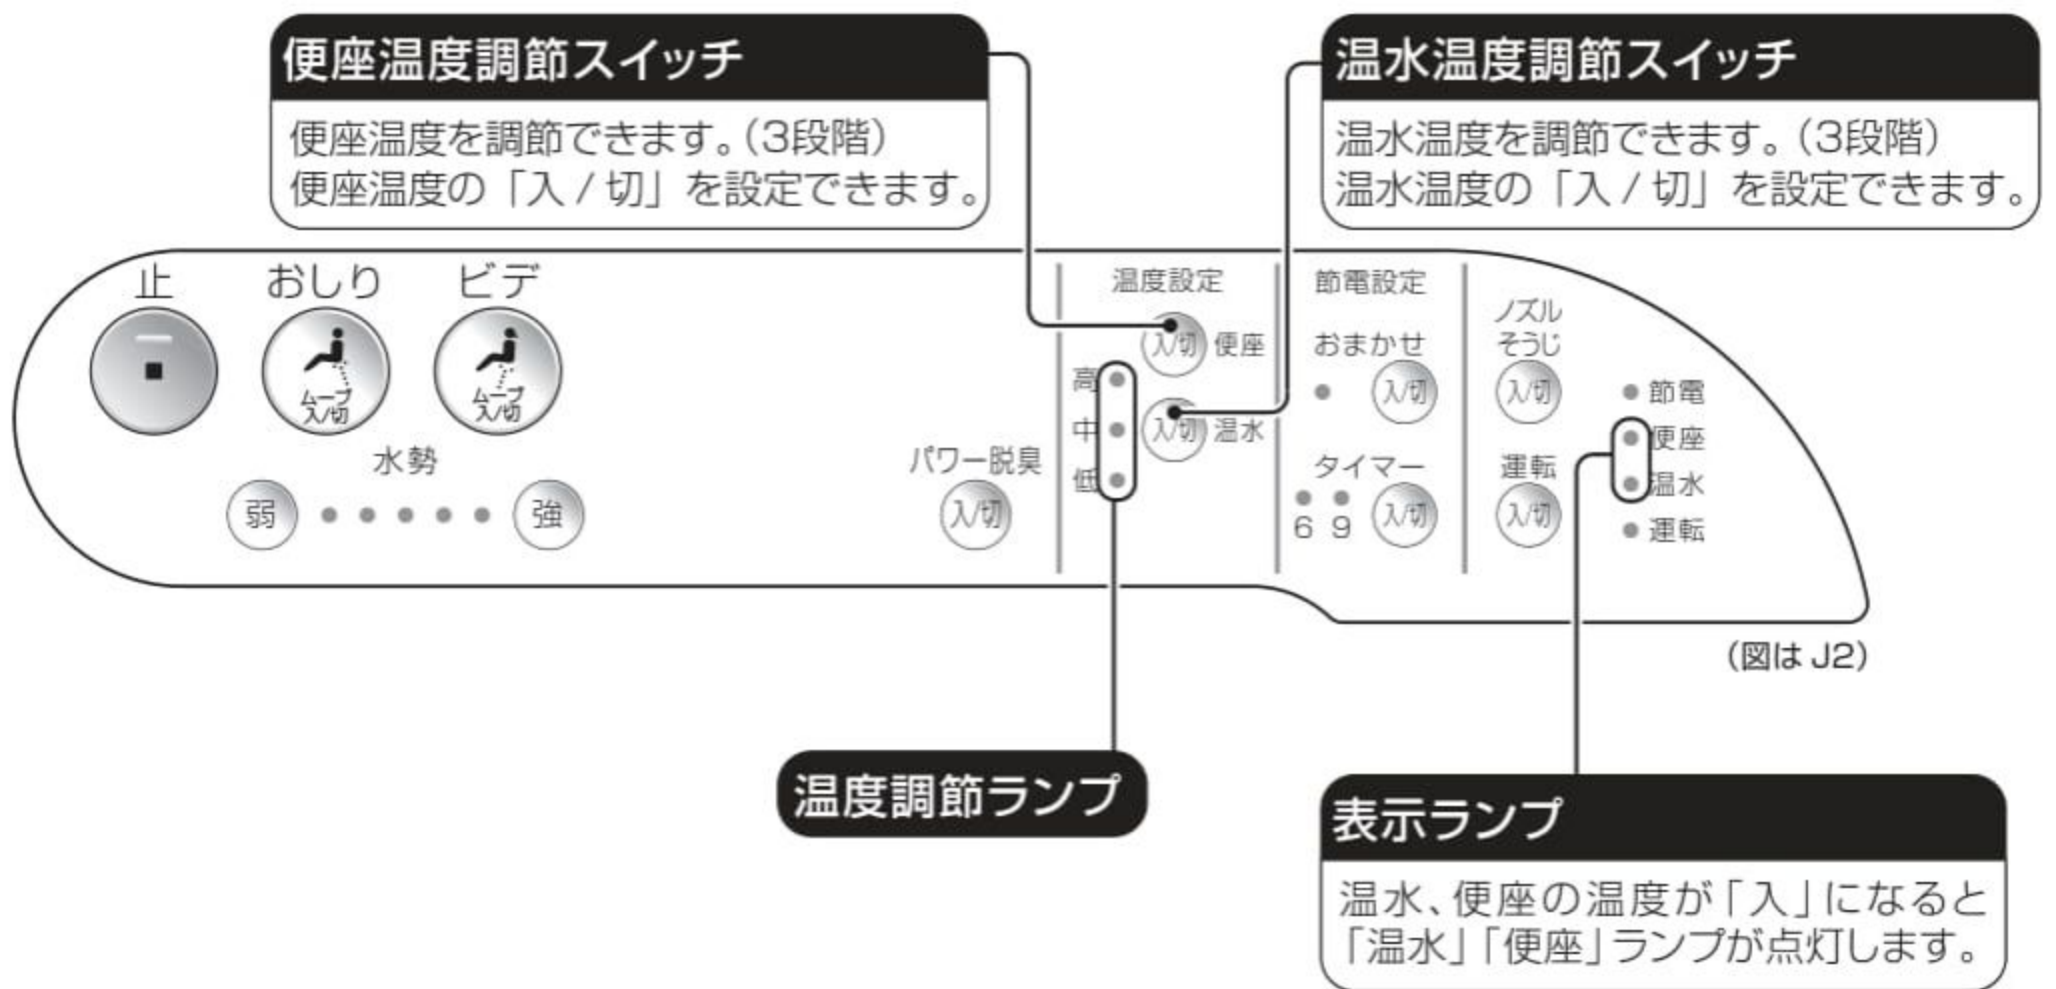 便座温度調節スイッチ
便座温度を調節できます。（3段階）
便座温度の「入 / 切」を設定できます。
温水温度調節スイッチ
温水温度を調節できます。（3段階）
温水温度の「入 / 切」を設定できます。
止
おしり
ビデ
ムーブ
入/切
ムーブ
入/切
水勢
弱
強
パワー脱臭
入/切
温度設定
入/切 便座
高
中
低
入/切 温水
節電設定
おまかせ
入/切
タイマー
6 9
入/切
ノズル
そうじ
入/切
運転
入/切
節電
便座
温水
運転
（図は J2）
温度調節ランプ
表示ランプ
温水、便座の温度が「入」になると
「温水」「便座」ランプが点灯します。